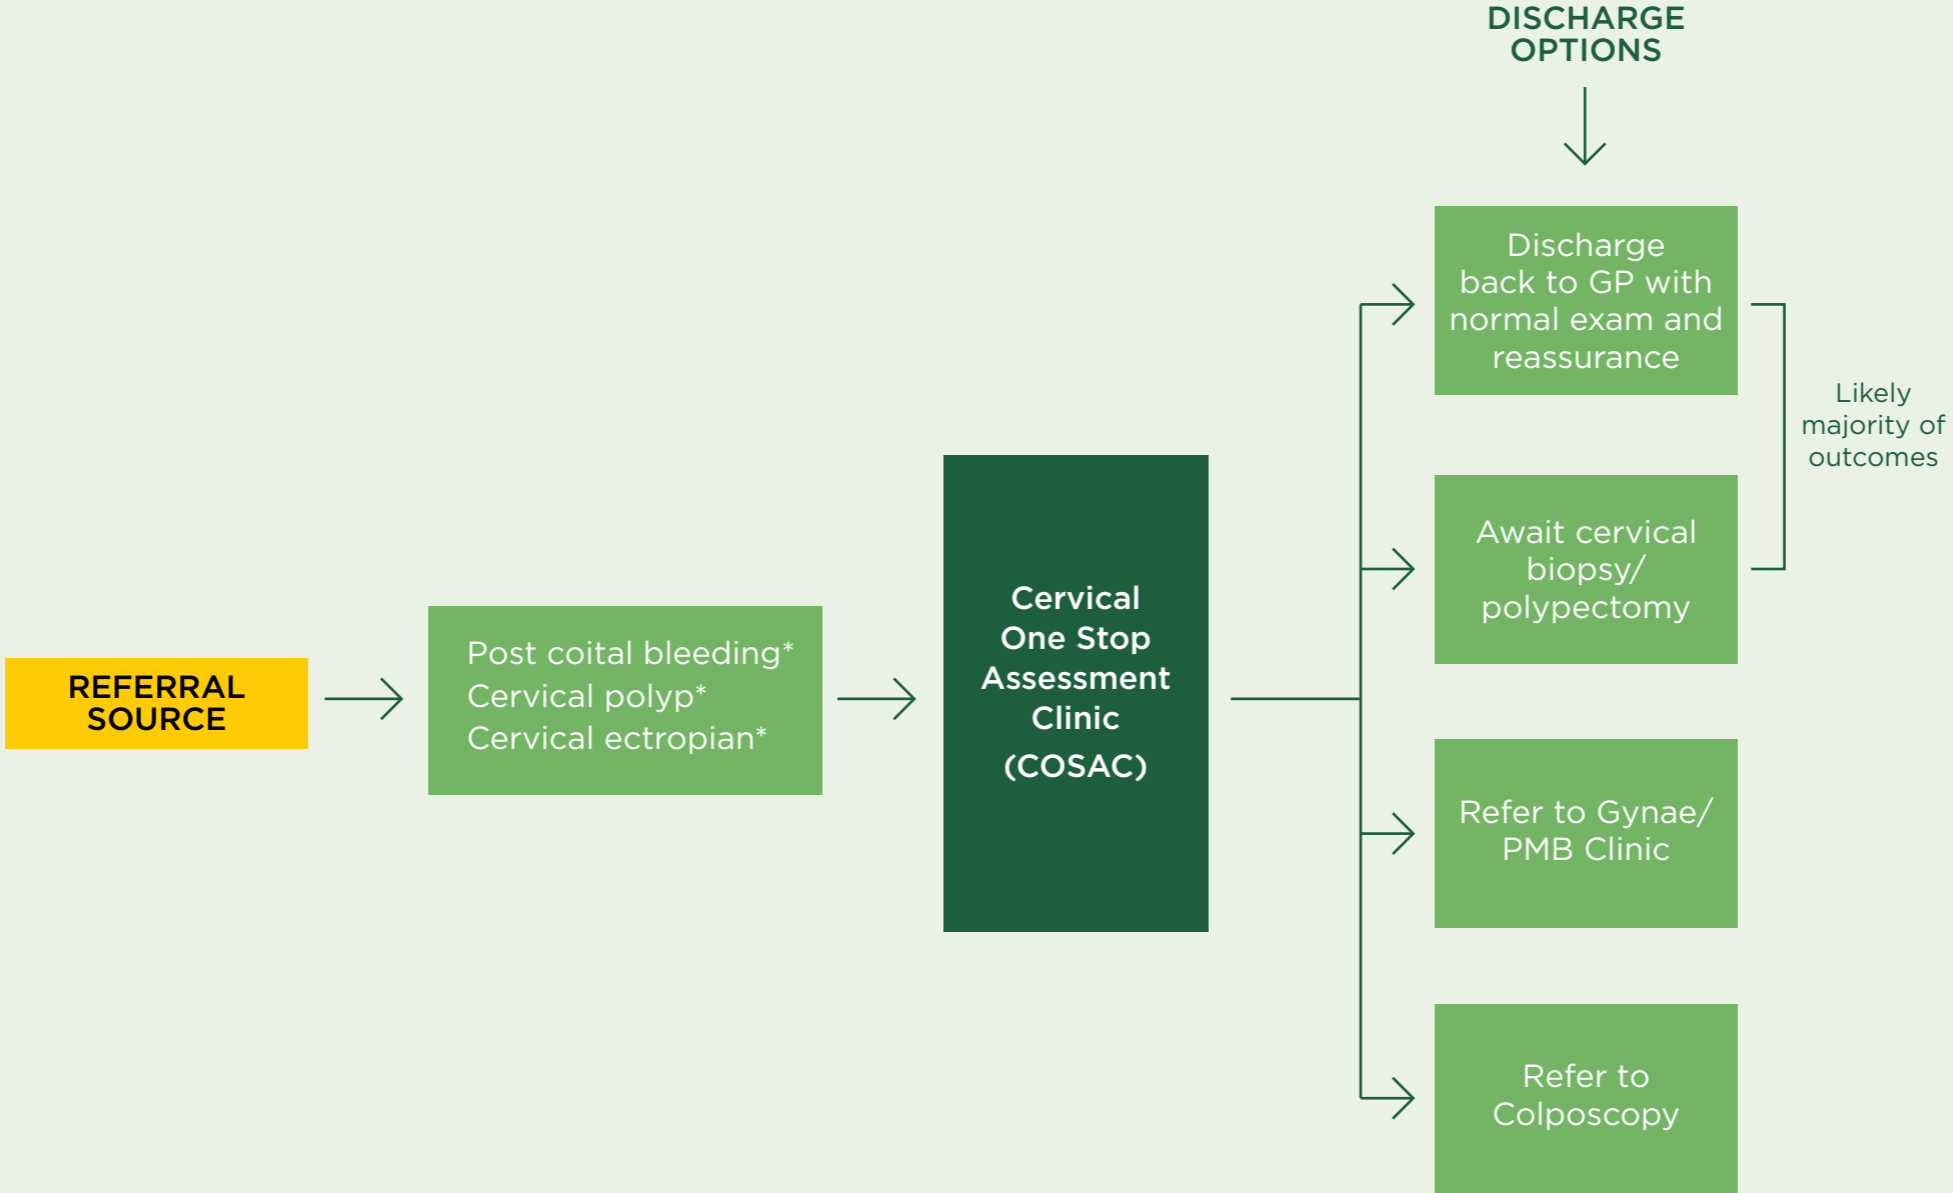 DISCHARGE
OPTIONS
Discharge
back to GP with
normal exam and
reassurance
Likely
majority of
outcomes
Await cervical
biopsy/
polypectomy
Cervical
One Stop
Assessment
Clinic
(COSAC)
Post coital bleeding*
Cervical polyp*
Cervical ectropian*
REFERRAL
SOURCE
Refer to Gynae/
PMB Clinic
Refer to
Colposcopy